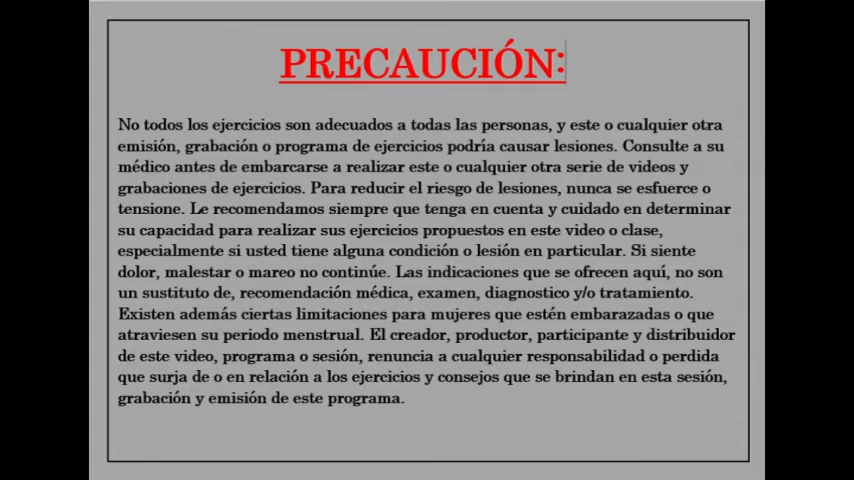 PRECAUCIÓN:
No todos los ejercicios son adecuados a todas las personas, y este o cualquier otra
emisión, grabación o programa de ejercicios podría causar lesiones. Consulte a su
médico antes de embarcarse a realizar este o cualquier otra serie de videos y
grabaciones de ejercicios. Para reducir el riesgo de lesiones, nunca se esfuerce o
tensione. Le recomendamos siempre que tenga en cuenta y cuidado en determinar
su capacidad para realizar sus ejercicios propuestos en este video o clase,
especialmente si usted tiene alguna condición o lesión en particular. Si siente
dolor, malestar o mareo no continúe. Las indicaciones que se ofrecen aquí, no son
un sustituto de, recomendación médica, examen, diagnostico y/o tratamiento.
Existen además ciertas limitaciones para mujeres que estén embarazadas o que
atraviesen su periodo menstrual. El creador, productor, participante y distribuidor
de este video, programa o sesión, renuncia a cualquier responsabilidad o perdida
que surja de o en relación a los ejercicios y consejos que se brindan en esta sesión,
grabación y emisión de este programa.